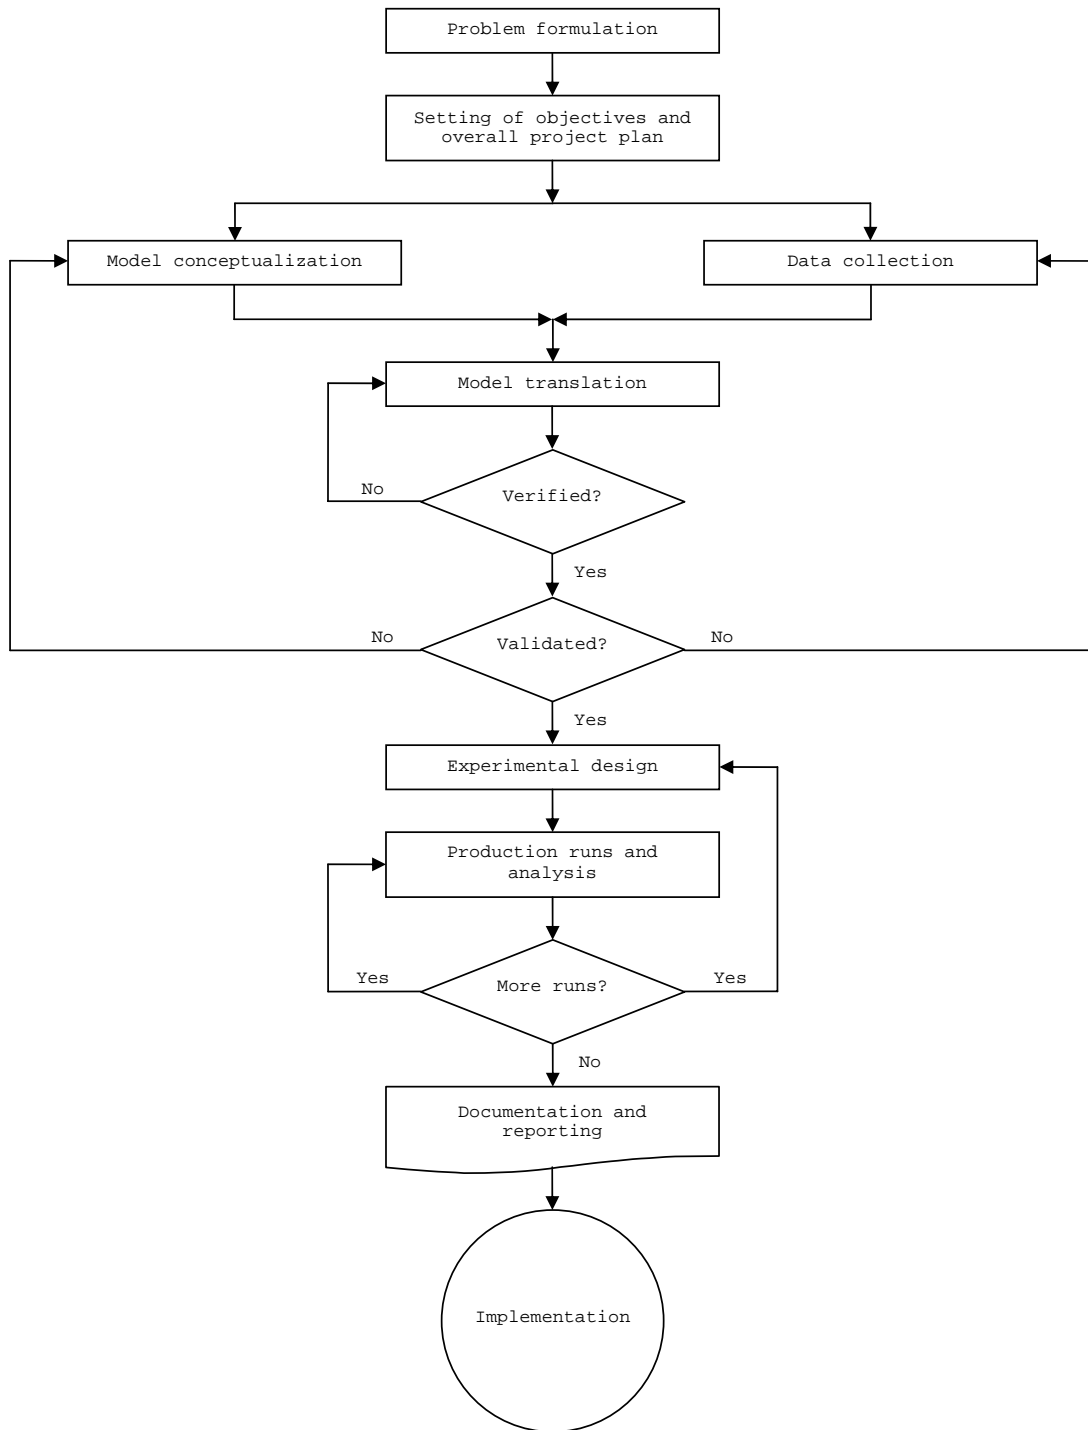 Problem formulation
Setting of objectives and
overall project plan
Model conceptualization
Data collection
Model translation
No
Verified?
Yes
No
Validated?
No
Yes
Experimental design
Production runs and
analysis
Yes
More runs?
Yes
No
Documentation and
reporting
Implementation